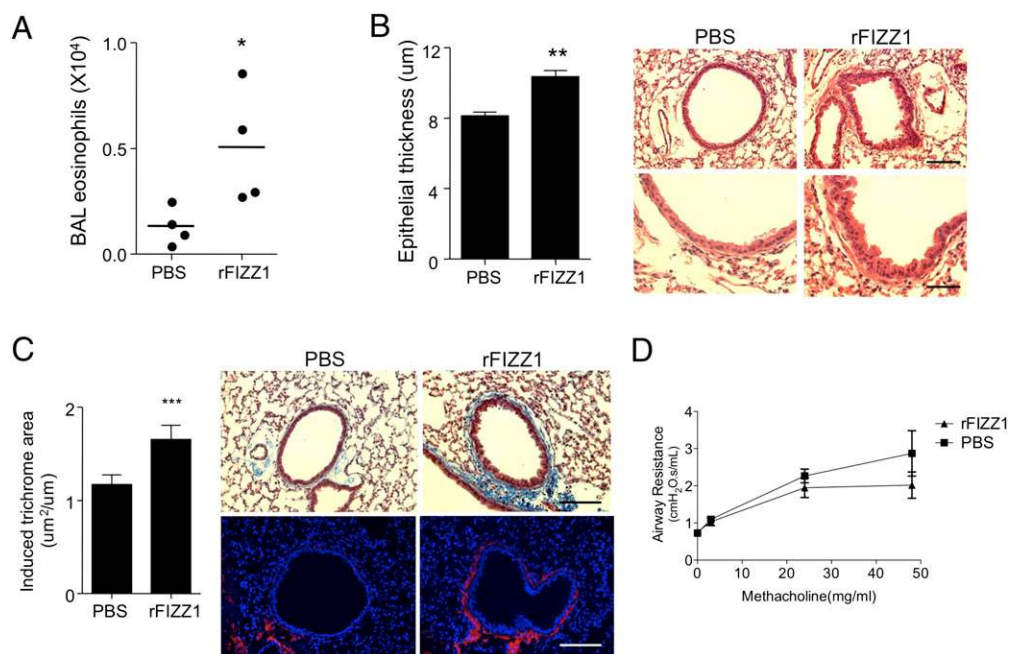 A
BAL eosinophils (X10⁴)
1.0
0.5
0.0
*
PBS
rFIZZ1
B
Epithelial thickness (um)
12
8
4
0
**
PBS
rFIZZ1
PBS
rFIZZ1
C
Induced trichrome area
(um²/um)
2
1
0
***
PBS
rFIZZ1
PBS
rFIZZ1
D
Airway Resistance
(cmH₂O.s/mL)
4
3
2
1
0
0
10
20
30
40
50
Methacholine(mg/ml)
rFIZZ1
PBS